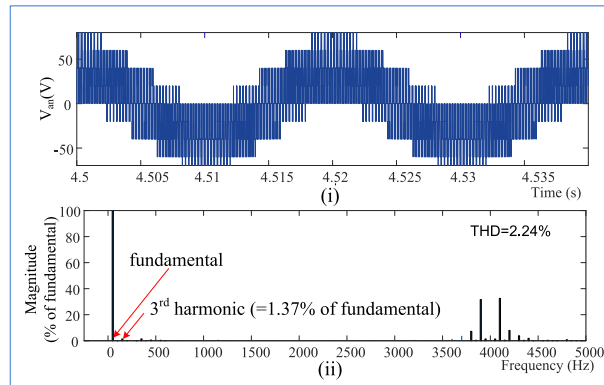 50
0
-50
V_an(V)
4.5 4.505 4.51 4.515 4.52 4.525 4.53 4.535
(i)
Time (s)
100
80
60
40
20
0
Magnitude
(% of fundamental)
THD=2.24%
fundamental
3rd harmonic (=1.37% of fundamental)
0 500 1000 1500 2000 2500 3000 3500 4000 4500 5000
Frequency (Hz)
(ii)